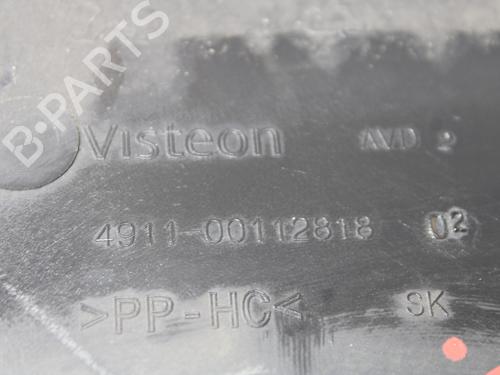 B-PARTS
Visteon AVD 2
4911-00112818 02
>PP-HC< SK